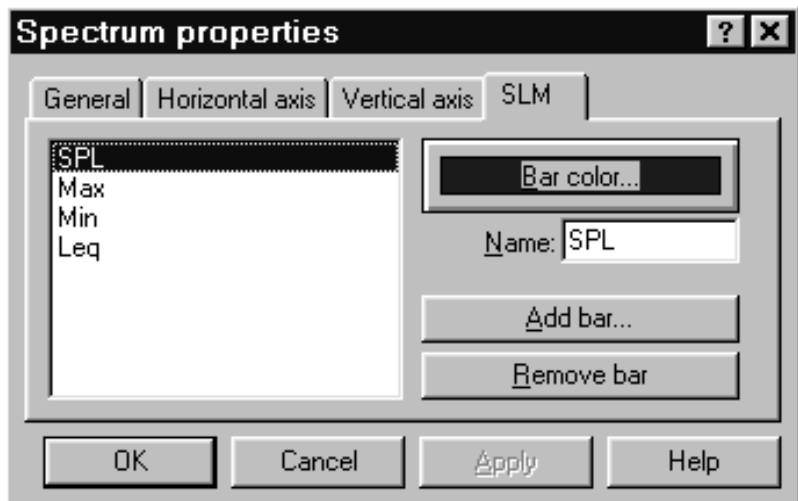 Spectrum properties ? X
General Horizontal axis Vertical axis SLM
SPL
Max
Min
Leq
Bar color...
Name: SPL
Add bar...
Remove bar
OK Cancel Apply Help